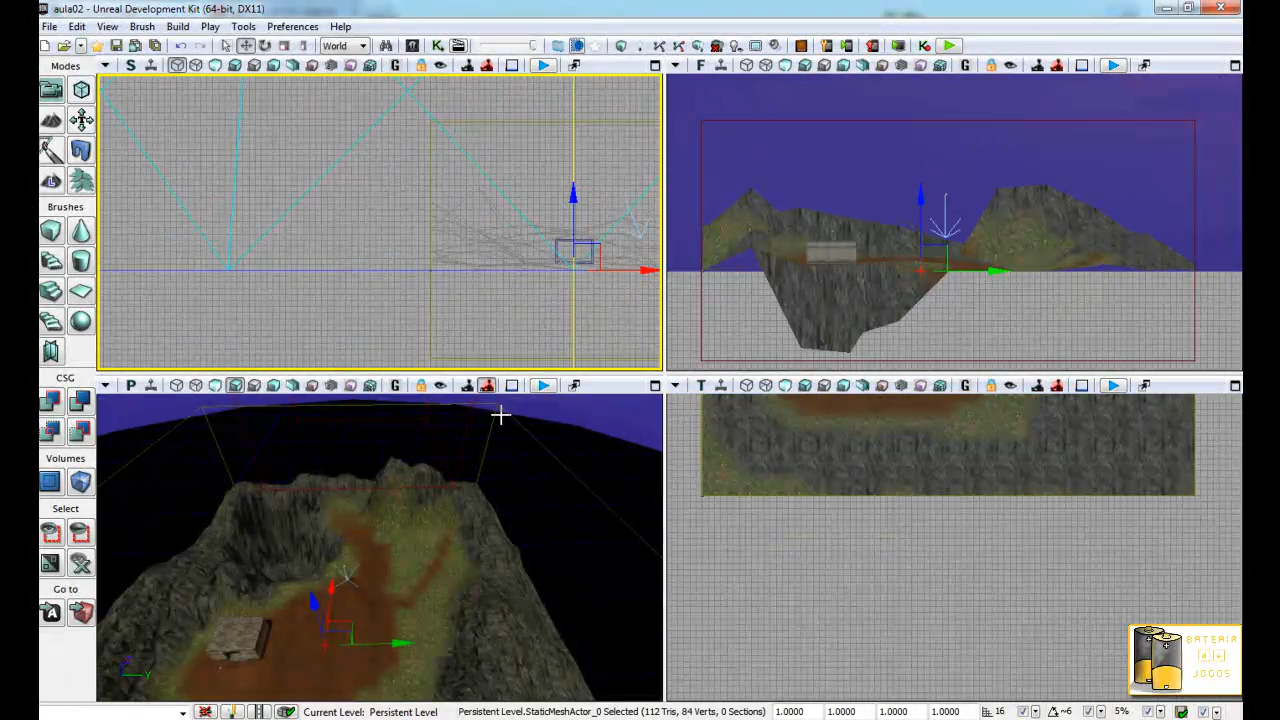 aula02 - Unreal Development Kit (64-bit, DX11)
File Edit View Brush Build Play Tools Preferences Help
World
Modes
S G
F G
L
Brushes
CSG
P G
T G
Volumes
Select
Go to
A
Z Y
BATERIA
de
JOGOS
Current Level: Persistent Level
Persistent Level.StaticMeshActor_0 Selected (112 Tris, 84 Verts, 0 Sections)
1.0000 1.0000 1.0000 1.0000
16 6 5%